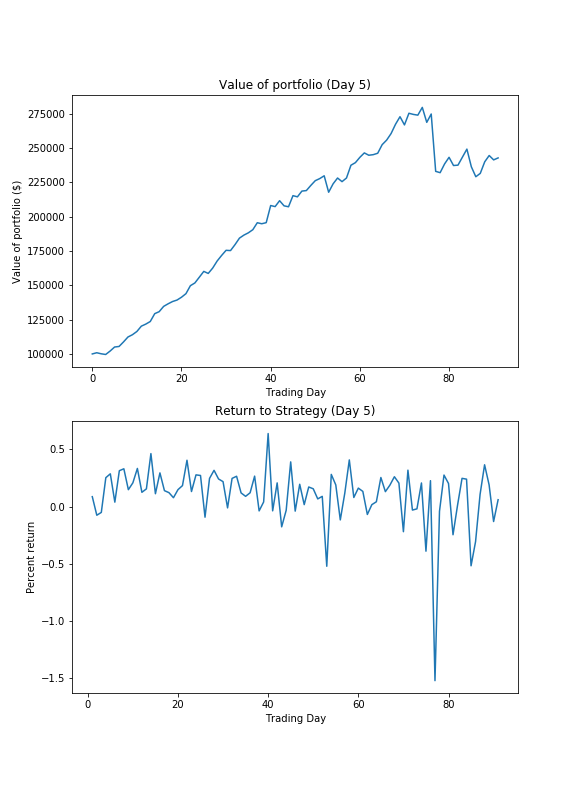 Value of portfolio (Day 5)
275000
250000
225000
200000
175000
150000
125000
100000
Value of portfolio ($)
0 20 40 60 80
Trading Day
Return to Strategy (Day 5)
0.5
0.0
−0.5
−1.0
−1.5
Percent return
0 20 40 60 80
Trading Day